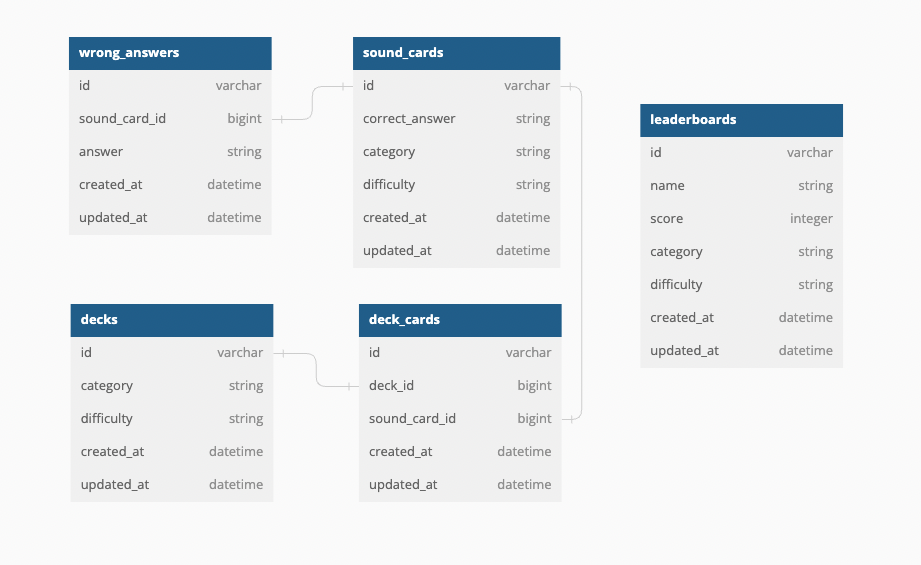 wrong_answers
id varchar
sound_card_id bigint
answer string
created_at datetime
updated_at datetime
sound_cards
id varchar
correct_answer string
category string
difficulty string
created_at datetime
updated_at datetime
leaderboards
id varchar
name string
score integer
category string
difficulty string
created_at datetime
updated_at datetime
decks
id varchar
category string
difficulty string
created_at datetime
updated_at datetime
deck_cards
id varchar
deck_id bigint
sound_card_id bigint
created_at datetime
updated_at datetime